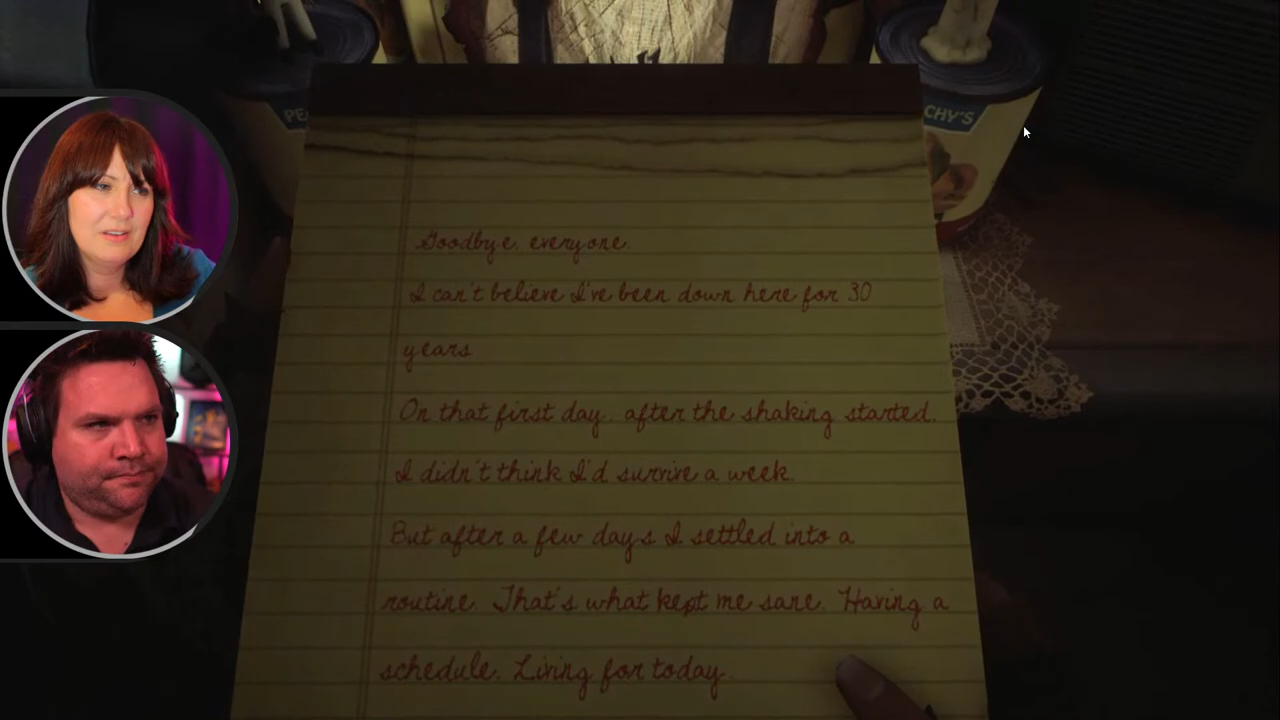 PEA
CHY'S
Goodbye, everyone.
I can't believe I've been down here for 30
years
On that first day, after the shaking started,
I didn't think I'd survive a week.
But after a few days I settled into a
routine. That's what kept me sane. Having a
schedule. Living for today.